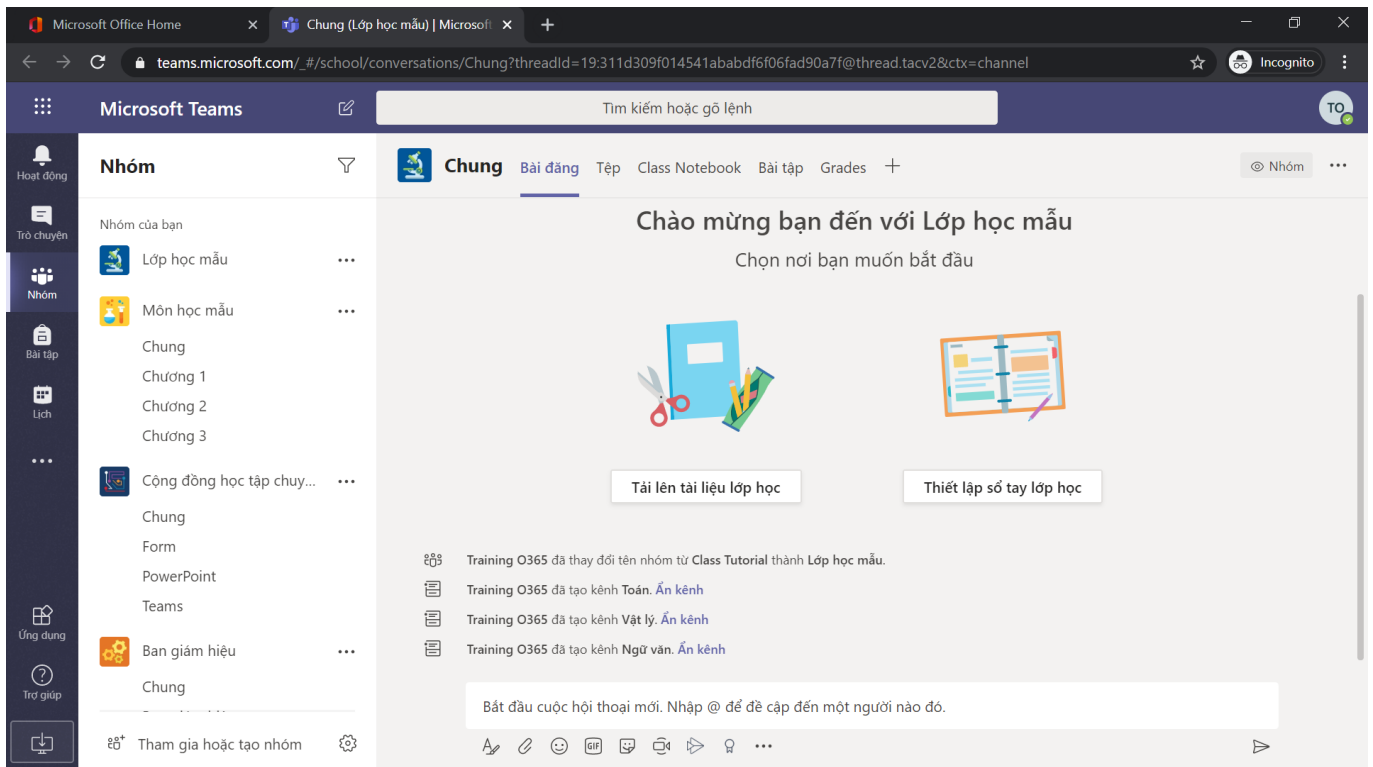 Microsoft Office Home
Chung (Lớp học mẫu) | Microsoft
teams.microsoft.com/_#/school/conversations/Chung?threadId=19:311d309f014541ababdf6f06fad90a7f@thread.tacv2&ctx=channel
Incognito
Microsoft Teams
Tìm kiếm hoặc gõ lệnh
TO
Hoạt động
Trò chuyện
Nhóm
Bài tập
Lịch
Ứng dụng
Trợ giúp
Nhóm
Nhóm của bạn
Lớp học mẫu
Môn học mẫu
Chung
Chương 1
Chương 2
Chương 3
Cộng đồng học tập chuy...
Chung
Form
PowerPoint
Teams
Ban giám hiệu
Chung
Tham gia hoặc tạo nhóm
Chung Bài đăng Tệp Class Notebook Bài tập Grades
Nhóm
Chào mừng bạn đến với Lớp học mẫu
Chọn nơi bạn muốn bắt đầu
Tải lên tài liệu lớp học
Thiết lập sổ tay lớp học
Training O365 đã thay đổi tên nhóm từ Class Tutorial thành Lớp học mẫu.
Training O365 đã tạo kênh Toán. Ẩn kênh
Training O365 đã tạo kênh Vật lý. Ẩn kênh
Training O365 đã tạo kênh Ngữ văn. Ẩn kênh
Bắt đầu cuộc hội thoại mới. Nhập @ để đề cập đến một người nào đó.
GIF